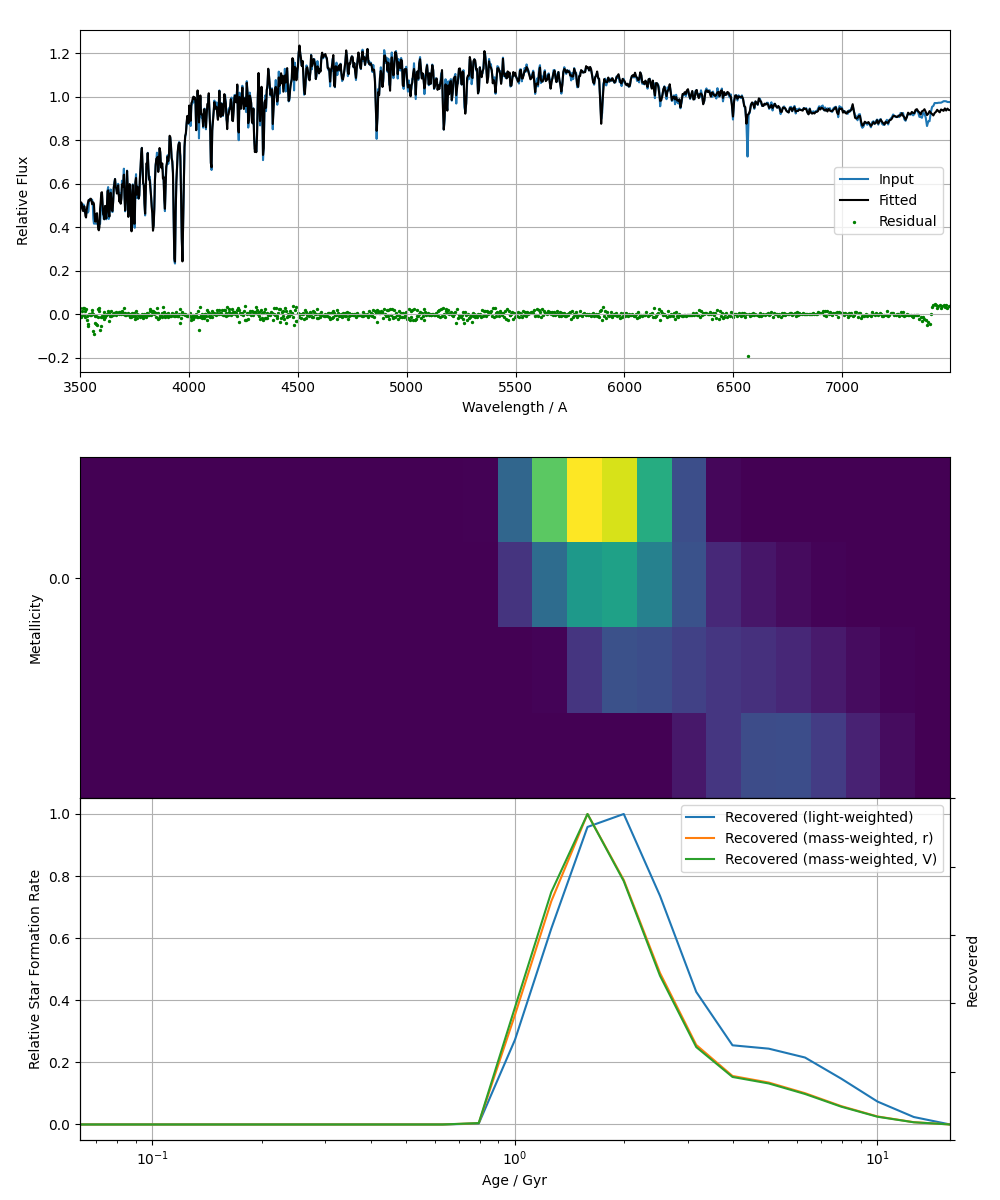 1.2
1.0
0.8
0.6
0.4
0.2
0.0
−0.2
Relative Flux
Input
Fitted
Residual
3500 4000 4500 5000 5500 6000 6500 7000
Wavelength / A
0.0
Metallicity
1.0
0.8
0.6
0.4
0.2
0.0
Relative Star Formation Rate
Recovered (light-weighted)
Recovered (mass-weighted, r)
Recovered (mass-weighted, V)
Recovered
10⁻¹ 10⁰ 10¹
Age / Gyr